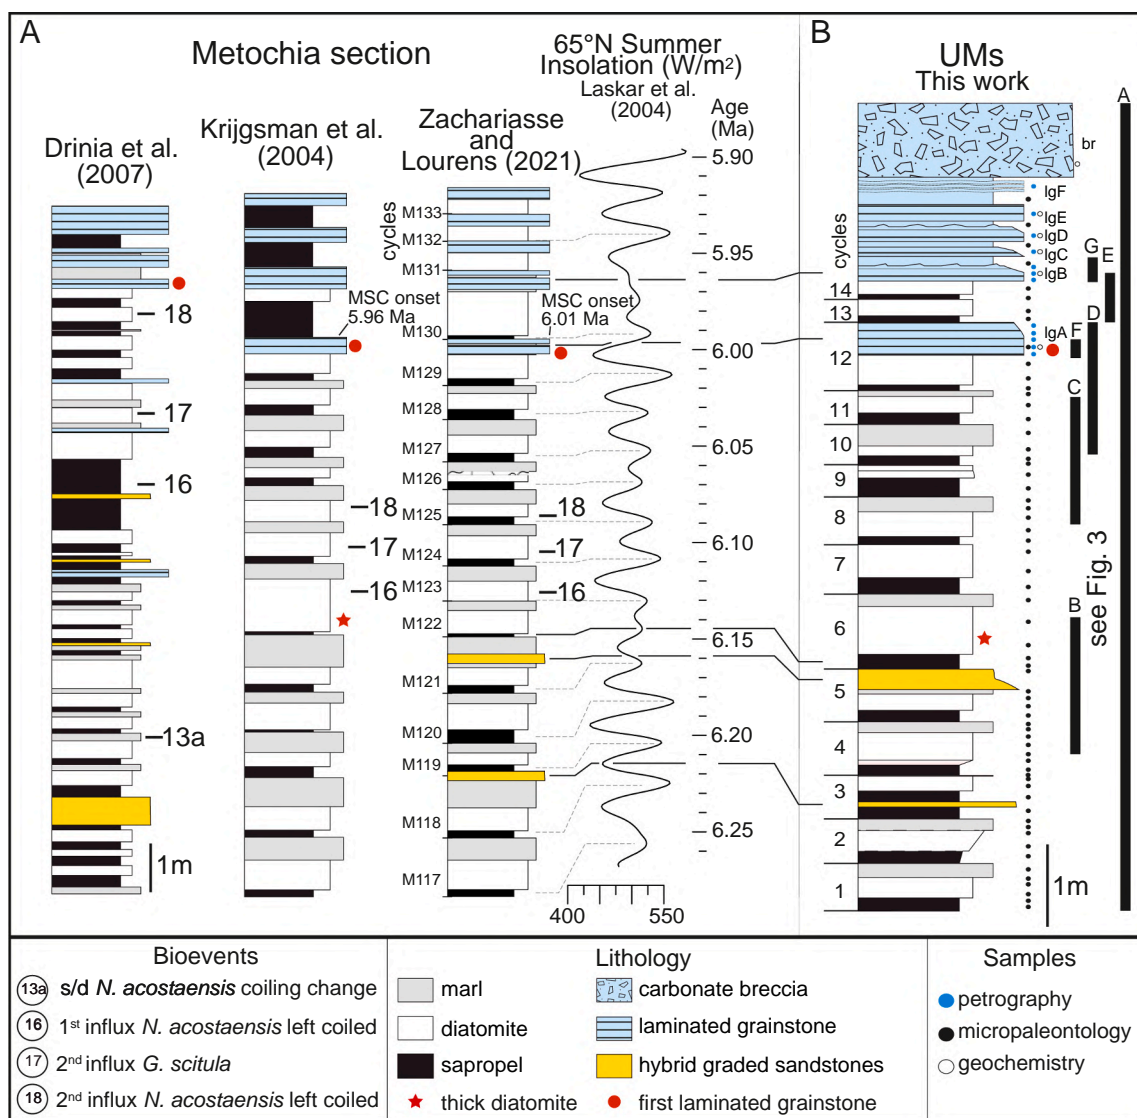 A
Metochia section
65°N Summer
Insolation (W/m²)
Laskar et al.
(2004)
Age
(Ma)
Drinia et al.
(2007)
Krijgsman et al.
(2004)
Zachariasse
and
Lourens (2021)
cycles
M133
M132
M131
M130
M129
M128
M127
M126
M125
M124
M123
M122
M121
M120
M119
M118
M117
18
17
16
13a
1m
MSC onset
5.96 Ma
18
17
16
MSC onset
6.01 Ma
18
17
16
5.90
5.95
6.00
6.05
6.10
6.15
6.20
6.25
400
550
B
UMs
This work
A
br
cycles
lgF
lgE
lgD
lgC
lgB
lgA
G
E
D
F
C
B
see Fig. 3
14
13
12
11
10
9
8
7
6
5
4
3
2
1
1m
Bioevents
13a s/d N. acostaensis coiling change
16 1st influx N. acostaensis left coiled
17 2nd influx G. scitula
18 2nd influx N. acostaensis left coiled
Lithology
marl
diatomite
sapropel
thick diatomite
carbonate breccia
laminated grainstone
hybrid graded sandstones
first laminated grainstone
Samples
petrography
micropaleontology
geochemistry